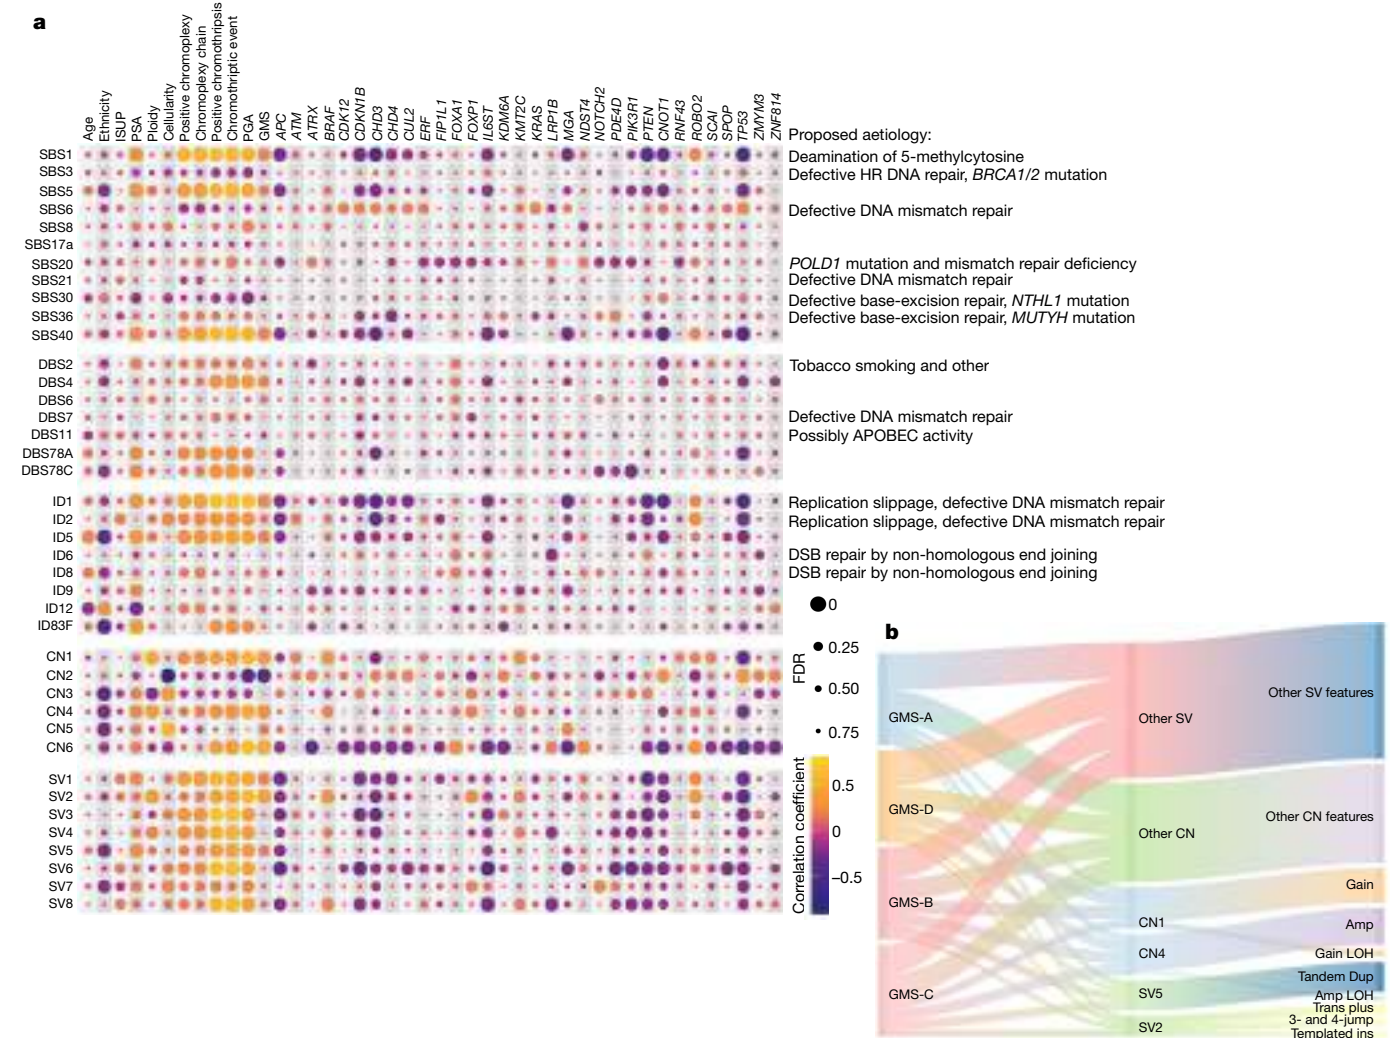 a
Age
Ethnicity
ISUP
PSA
Ploidy
Cellularity
Positive chromoplexy
Chromoplexy chain
Positive chromothripsis
Chromothriptic event
PGA
GMS
APC
ATM
ATRX
BRAF
CDK12
CDKN1B
CHD3
CHD4
CUL2
ERF
FIP1L1
FOXA1
FOXP1
IL6ST
KDM6A
KMT2C
KRAS
LRP1B
MGA
NDST4
NOTCH2
PDE4D
PIK3R1
PTEN
CNOT1
RNF43
ROBO2
SCAI
SPOP
TP53
ZMYM3
ZNF814
Proposed aetiology:
SBS1 Deamination of 5-methylcytosine
SBS3 Defective HR DNA repair, BRCA1/2 mutation
SBS5
SBS6 Defective DNA mismatch repair
SBS8
SBS17a
SBS20 POLD1 mutation and mismatch repair deficiency
SBS21 Defective DNA mismatch repair
SBS30 Defective base-excision repair, NTHL1 mutation
SBS36 Defective base-excision repair, MUTYH mutation
SBS40
DBS2 Tobacco smoking and other
DBS4
DBS6
DBS7 Defective DNA mismatch repair
DBS11 Possibly APOBEC activity
DBS78A
DBS78C
ID1 Replication slippage, defective DNA mismatch repair
ID2 Replication slippage, defective DNA mismatch repair
ID5
ID6 DSB repair by non-homologous end joining
ID8 DSB repair by non-homologous end joining
ID9
ID12
ID83F
CN1
CN2
CN3
CN4
CN5
CN6
SV1
SV2
SV3
SV4
SV5
SV6
SV7
SV8
FDR
0
0.25
0.50
0.75
Correlation coefficient
0.5
0
–0.5
b
GMS-A
GMS-D
GMS-B
GMS-C
Other SV
Other CN
CN1
CN4
SV5
SV2
Other SV features
Other CN features
Gain
Amp
Gain LOH
Tandem Dup
Amp LOH
Trans plus
3- and 4-jump
Templated ins